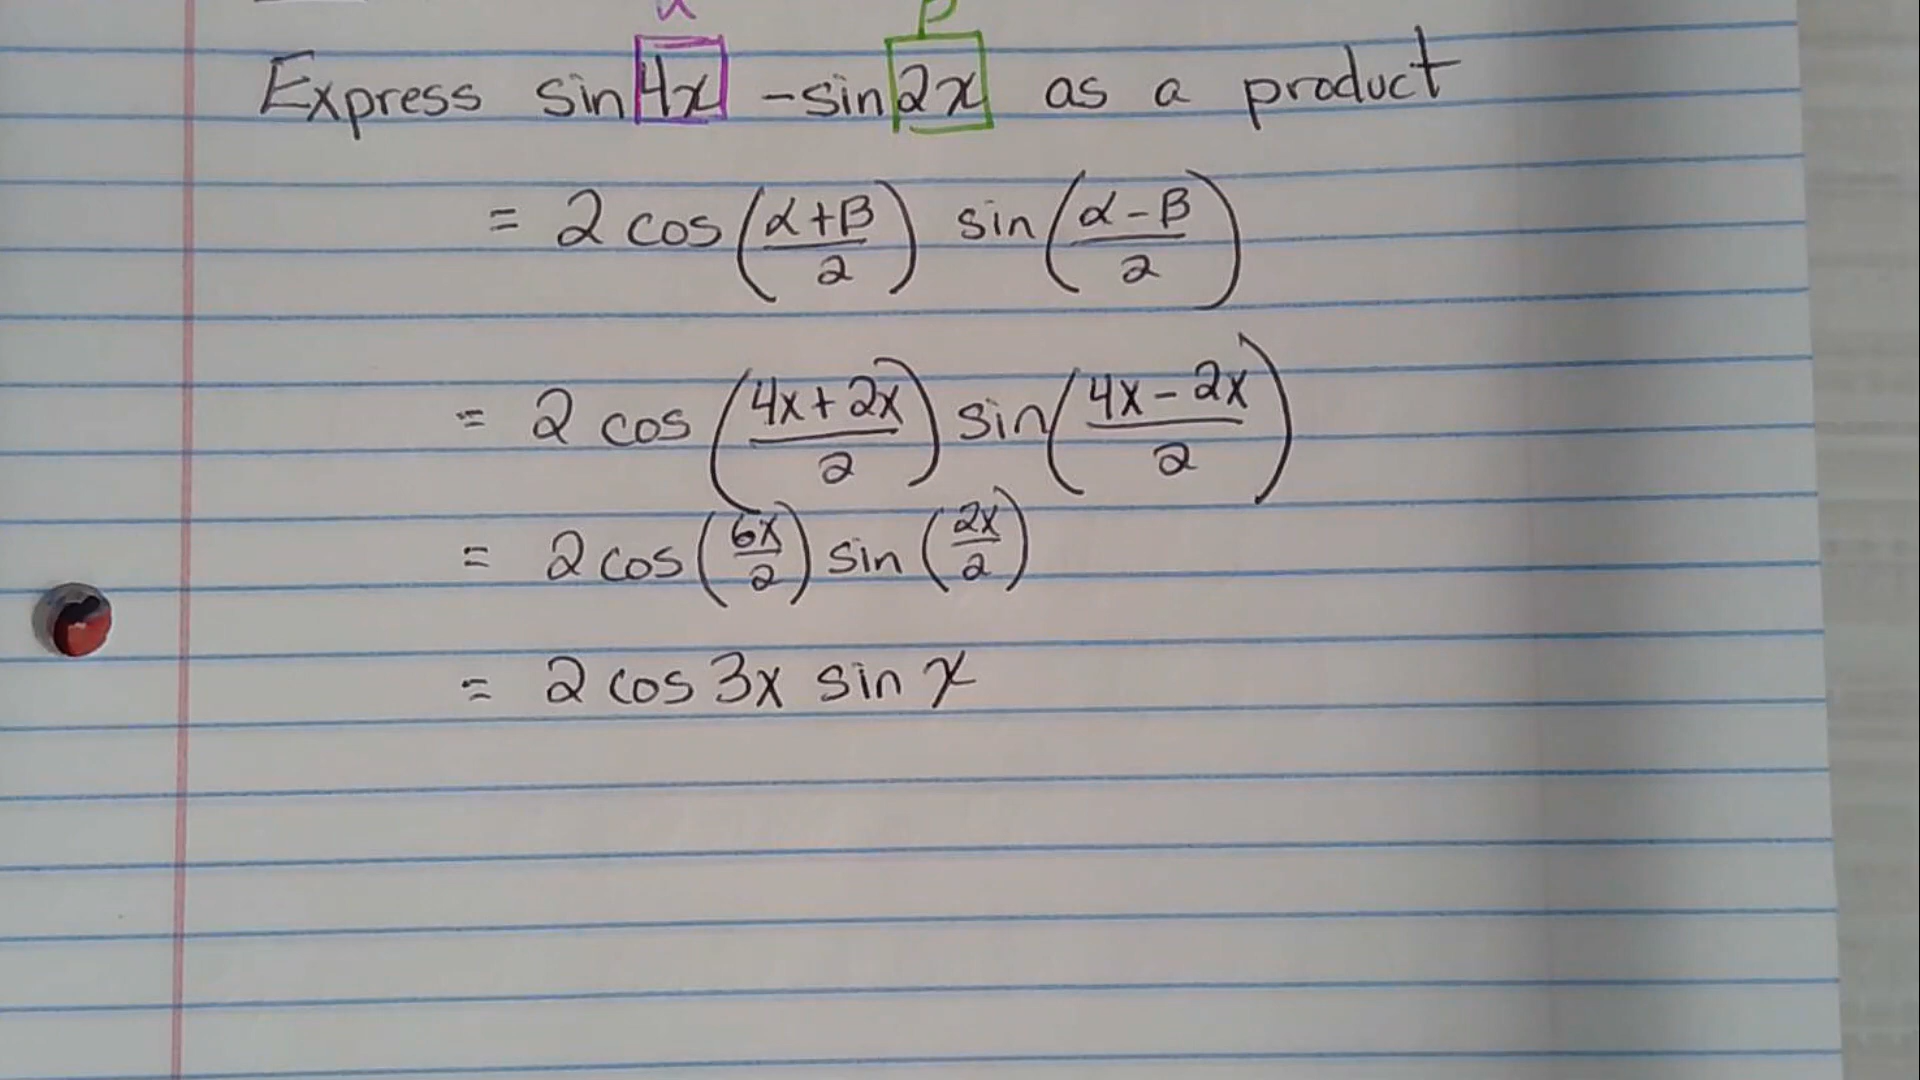 α β
Express sin 4x - sin 2x as a product
= 2 cos (α+β/2) sin (α-β/2)
= 2 cos (4x+2x/2) sin (4x-2x/2)
= 2 cos (6x/2) sin (2x/2)
= 2 cos 3x sin x